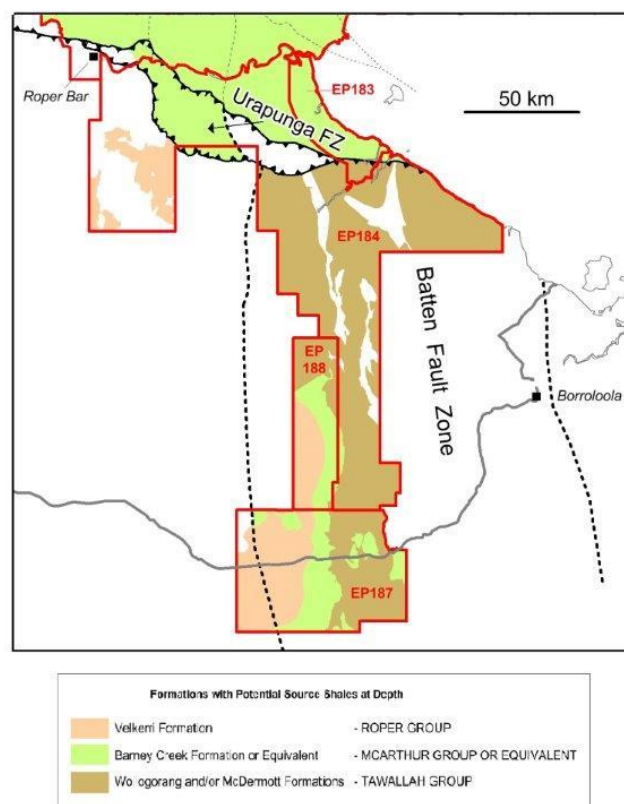 Roper Bar
EP183
50 km
Urapunga FZ
EP184
Batten Fault Zone
EP
188
Borroloola
EP187
Formations with Potential Source Shales at Depth
Velkerri Formation - ROPER GROUP
Barney Creek Formation or Equivalent - MCARTHUR GROUP OR EQUIVALENT
Wollogorang and/or McDermott Formations - TAWALLAH GROUP